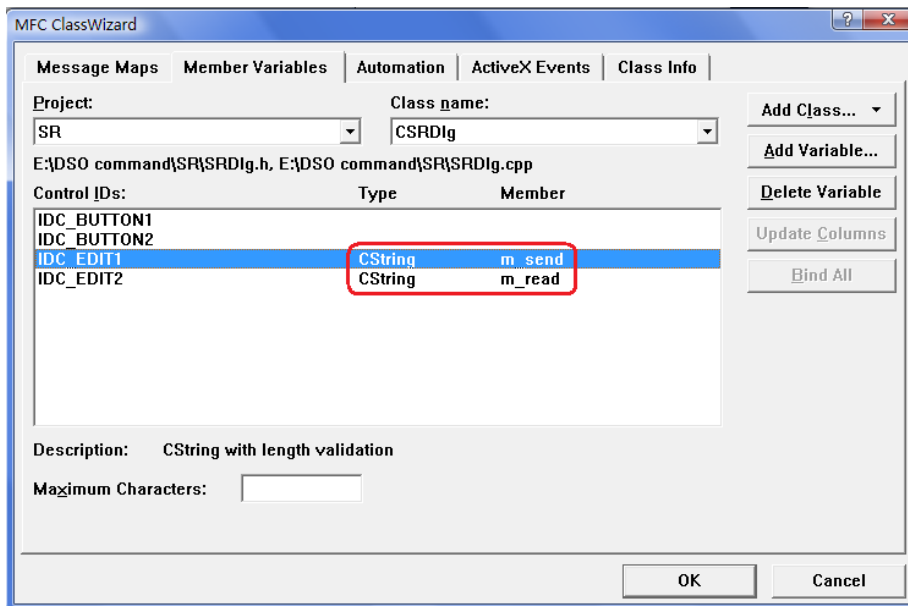 MFC ClassWizard
Message Maps Member Variables Automation ActiveX Events Class Info
Project: Class name:
SR CSRDlg
E:\DSO command\SR\SRDlg.h, E:\DSO command\SR\SRDlg.cpp
Control IDs: Type Member
IDC_BUTTON1
IDC_BUTTON2
IDC_EDIT1 CString m_send
IDC_EDIT2 CString m_read
Add Class...
Add Variable...
Delete Variable
Update Columns
Bind All
Description: CString with length validation
Maximum Characters:
OK Cancel